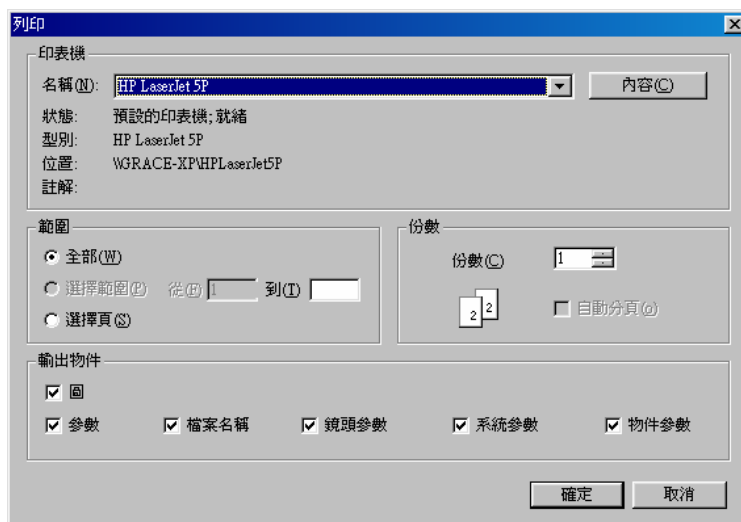 列印
印表機
名稱(N): HP LaserJet 5P 內容(C)
狀態: 預設的印表機; 就緒
型別: HP LaserJet 5P
位置: \\GRACE-XP\HPLaserJet5P
註解:
範圍
全部(W)
選擇範圍(P) 從(F) 1 到(T)
選擇頁(S)
份數
份數(C) 1
2 2
自動分頁(o)
輸出物件
圖
參數 檔案名稱 鏡頭參數 系統參數 物件參數
確定 取消